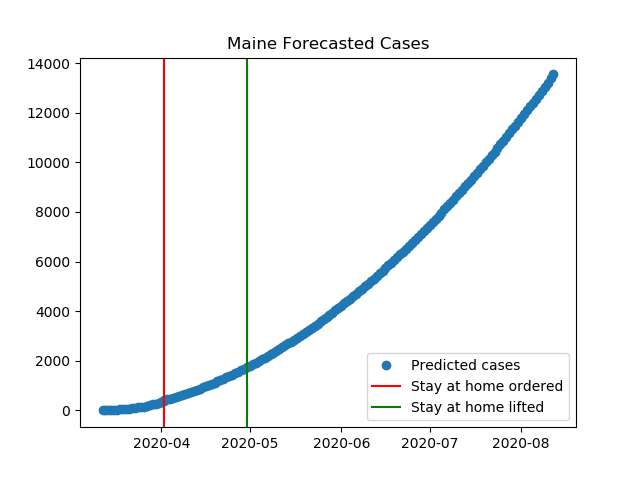 Maine Forecasted Cases
14000
12000
10000
8000
6000
4000
2000
0
Predicted cases
Stay at home ordered
Stay at home lifted
2020-04 2020-05 2020-06 2020-07 2020-08